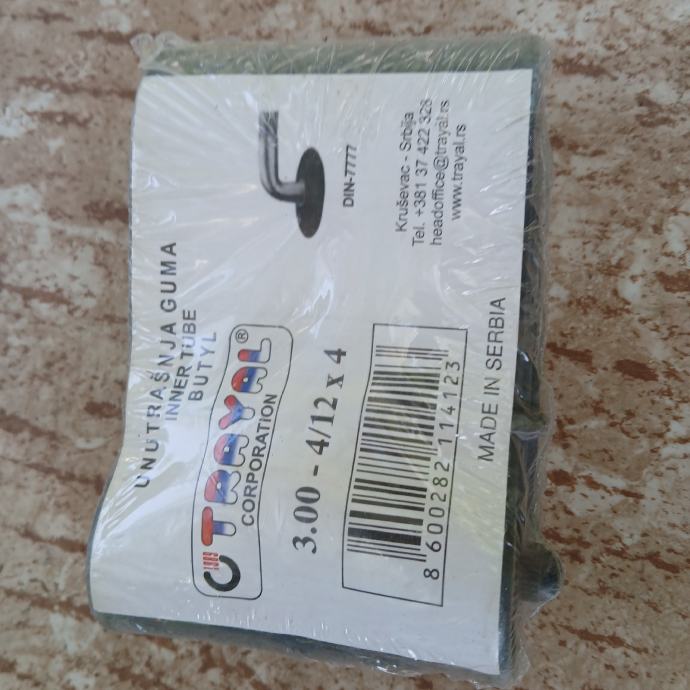 UNUTRAŠNJA GUMA
INNER TUBE
BUTYL
1889
TRAYAL®
CORPORATION
3.00 - 4/12 x 4
8 600282 114123
DIN-7777
Kruševac - Srbija
Tel. +381 37 422 328
headoffice@trayal.rs
www.trayal.rs
MADE IN SERBIA